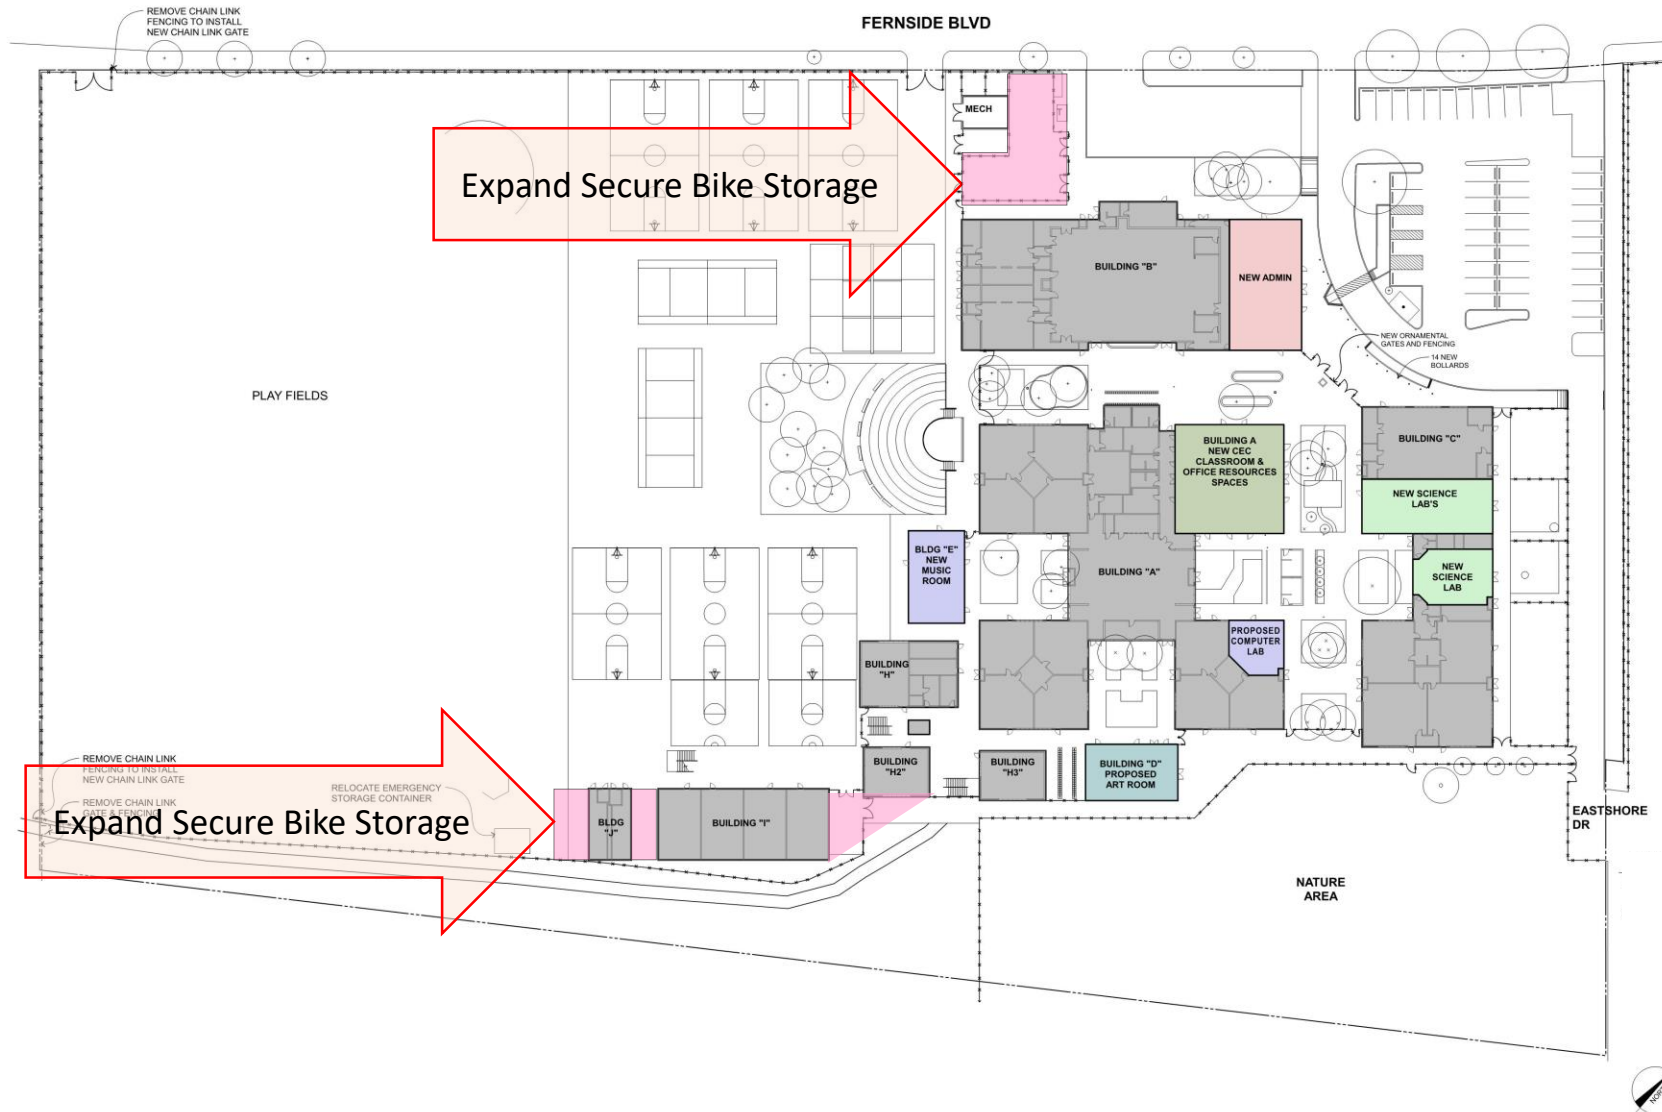 REMOVE CHAIN LINK
FENCING TO INSTALL
NEW CHAIN LINK GATE
FERNSIDE BLVD
MECH
Expand Secure Bike Storage
BUILDING "B"
NEW ADMIN
NEW ORNAMENTAL
GATES AND FENCING
14 NEW
BOLLARDS
PLAY FIELDS
BUILDING A
NEW CEC
CLASSROOM &
OFFICE RESOURCES
SPACES
BUILDING "C"
NEW SCIENCE
LAB'S
BLDG "E"
NEW
MUSIC
ROOM
BUILDING "A"
NEW
SCIENCE
LAB
PROPOSED
COMPUTER
LAB
BUILDING
"H"
REMOVE CHAIN LINK
FENCING TO INSTALL
NEW CHAIN LINK GATE
REMOVE CHAIN LINK
GATE & FENCING
RELOCATE EMERGENCY
STORAGE CONTAINER
Expand Secure Bike Storage
BUILDING
"H2"
BUILDING
"H3"
BUILDING "D"
PROPOSED
ART ROOM
BLDG
"J"
BUILDING "I"
EASTSHORE
DR
NATURE
AREA